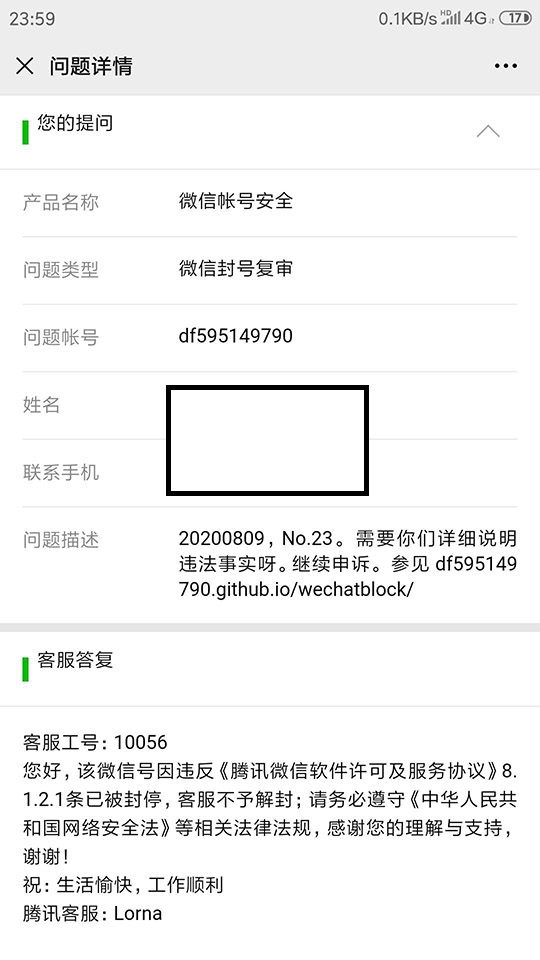 23:59
0.1KB/s HD 4G 17
问题详情
您的提问
产品名称 微信帐号安全
问题类型 微信封号复审
问题帐号 df595149790
姓名
联系手机
问题描述 20200809，No.23。需要你们详细说明
违法事实呀。继续申诉。参见 df595149
790.github.io/wechatblock/
客服答复
客服工号：10056
您好，该微信号因违反《腾讯微信软件许可及服务协议》8.
1.2.1条已被封停，客服不予解封；请务必遵守《中华人民共
和国网络安全法》等相关法律法规，感谢您的理解与支持，
谢谢！
祝：生活愉快，工作顺利
腾讯客服：Lorna